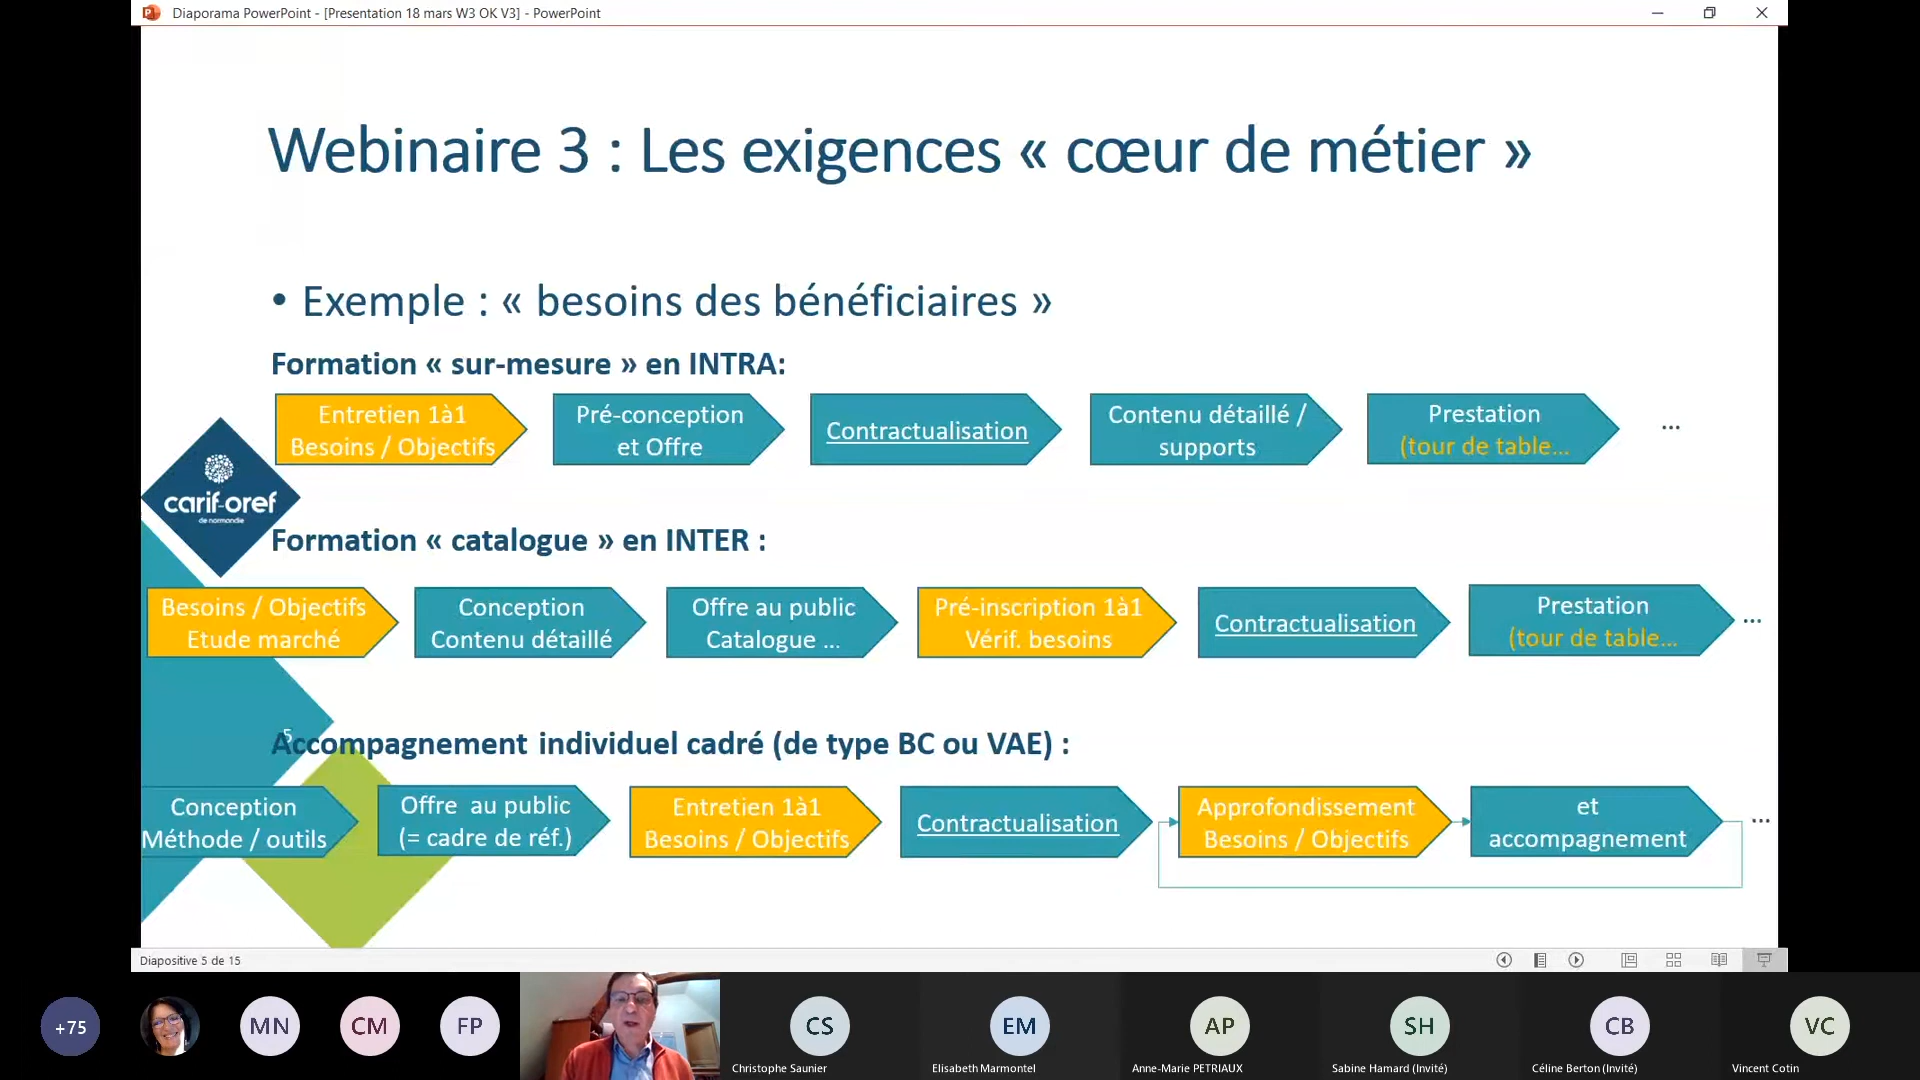 Diaporama PowerPoint - [Presentation 18 mars W3 OK V3] - PowerPoint
Webinaire 3 : Les exigences « cœur de métier »
• Exemple : « besoins des bénéficiaires »
Formation « sur-mesure » en INTRA:
Entretien 1à1
Besoins / Objectifs
Pré-conception
et Offre
Contractualisation
Contenu détaillé /
supports
Prestation
(tour de table...
...
carif-oref
de normandie
Formation « catalogue » en INTER :
Besoins / Objectifs
Etude marché
Conception
Contenu détaillé
Offre au public
Catalogue ...
Pré-inscription 1à1
Vérif. besoins
Contractualisation
Prestation
(tour de table...
...
5
Accompagnement individuel cadré (de type BC ou VAE) :
Conception
Méthode / outils
Offre au public
(= cadre de réf.)
Entretien 1à1
Besoins / Objectifs
Contractualisation
Approfondissement
Besoins / Objectifs
et
accompagnement
...
Diapositive 5 de 15
+75
MN
CM
FP
CS
Christophe Saunier
EM
Elisabeth Marmontel
AP
Anne-Marie PETRIAUX
SH
Sabine Hamard (Invité)
CB
Céline Berton (Invité)
VC
Vincent Cotin